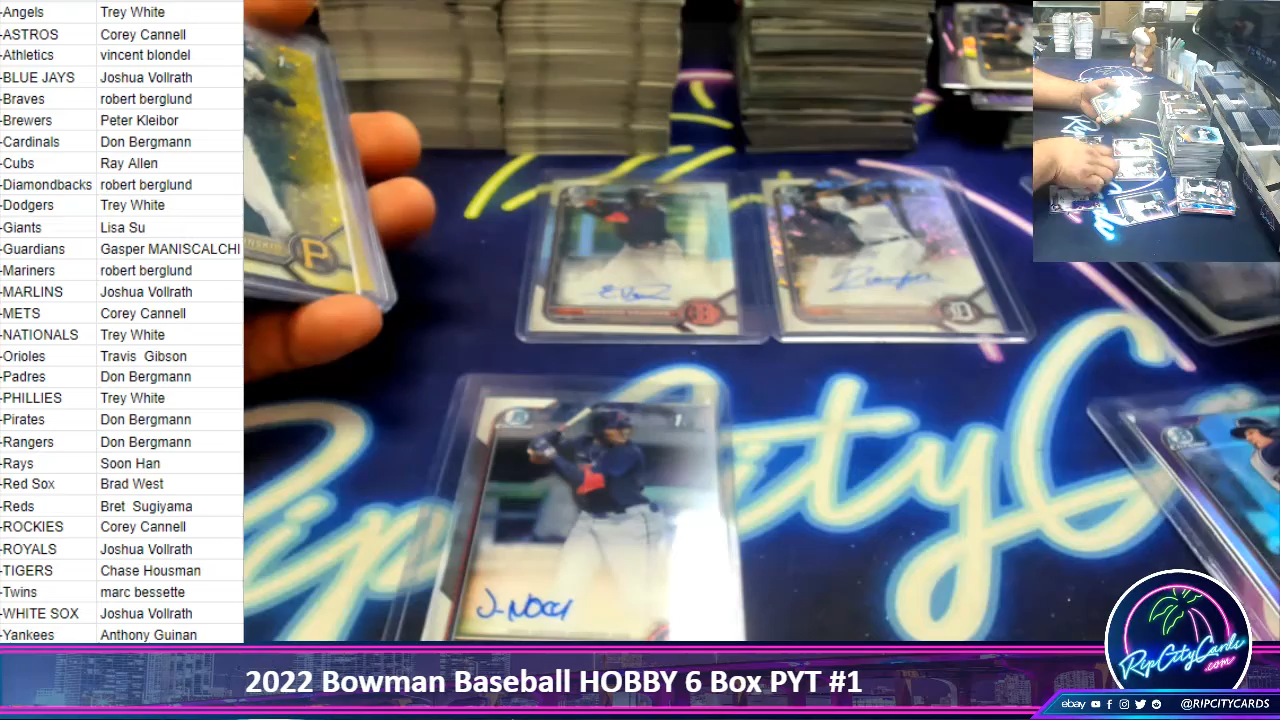 -Angels Trey White
-ASTROS Corey Cannell
-Athletics vincent blondel
-BLUE JAYS Joshua Vollrath
-Braves robert berglund
-Brewers Peter Kleibor
-Cardinals Don Bergmann
-Cubs Ray Allen
-Diamondbacks robert berglund
-Dodgers Trey White
-Giants Lisa Su
-Guardians Gasper MANISCALCHI
-Mariners robert berglund
-MARLINS Joshua Vollrath
-METS Corey Cannell
-NATIONALS Trey White
-Orioles Travis Gibson
-Padres Don Bergmann
-PHILLIES Trey White
-Pirates Don Bergmann
-Rangers Don Bergmann
-Rays Soon Han
-Red Sox Brad West
-Reds Bret Sugiyama
-ROCKIES Corey Cannell
-ROYALS Joshua Vollrath
-TIGERS Chase Housman
-Twins marc bessette
-WHITE SOX Joshua Vollrath
-Yankees Anthony Guinan
P
D
1
J-Noey
RipCityC
2022 Bowman Baseball HOBBY 6 Box PYT #1
RipCityCards
.com
ebay @RIPCITYCARDS